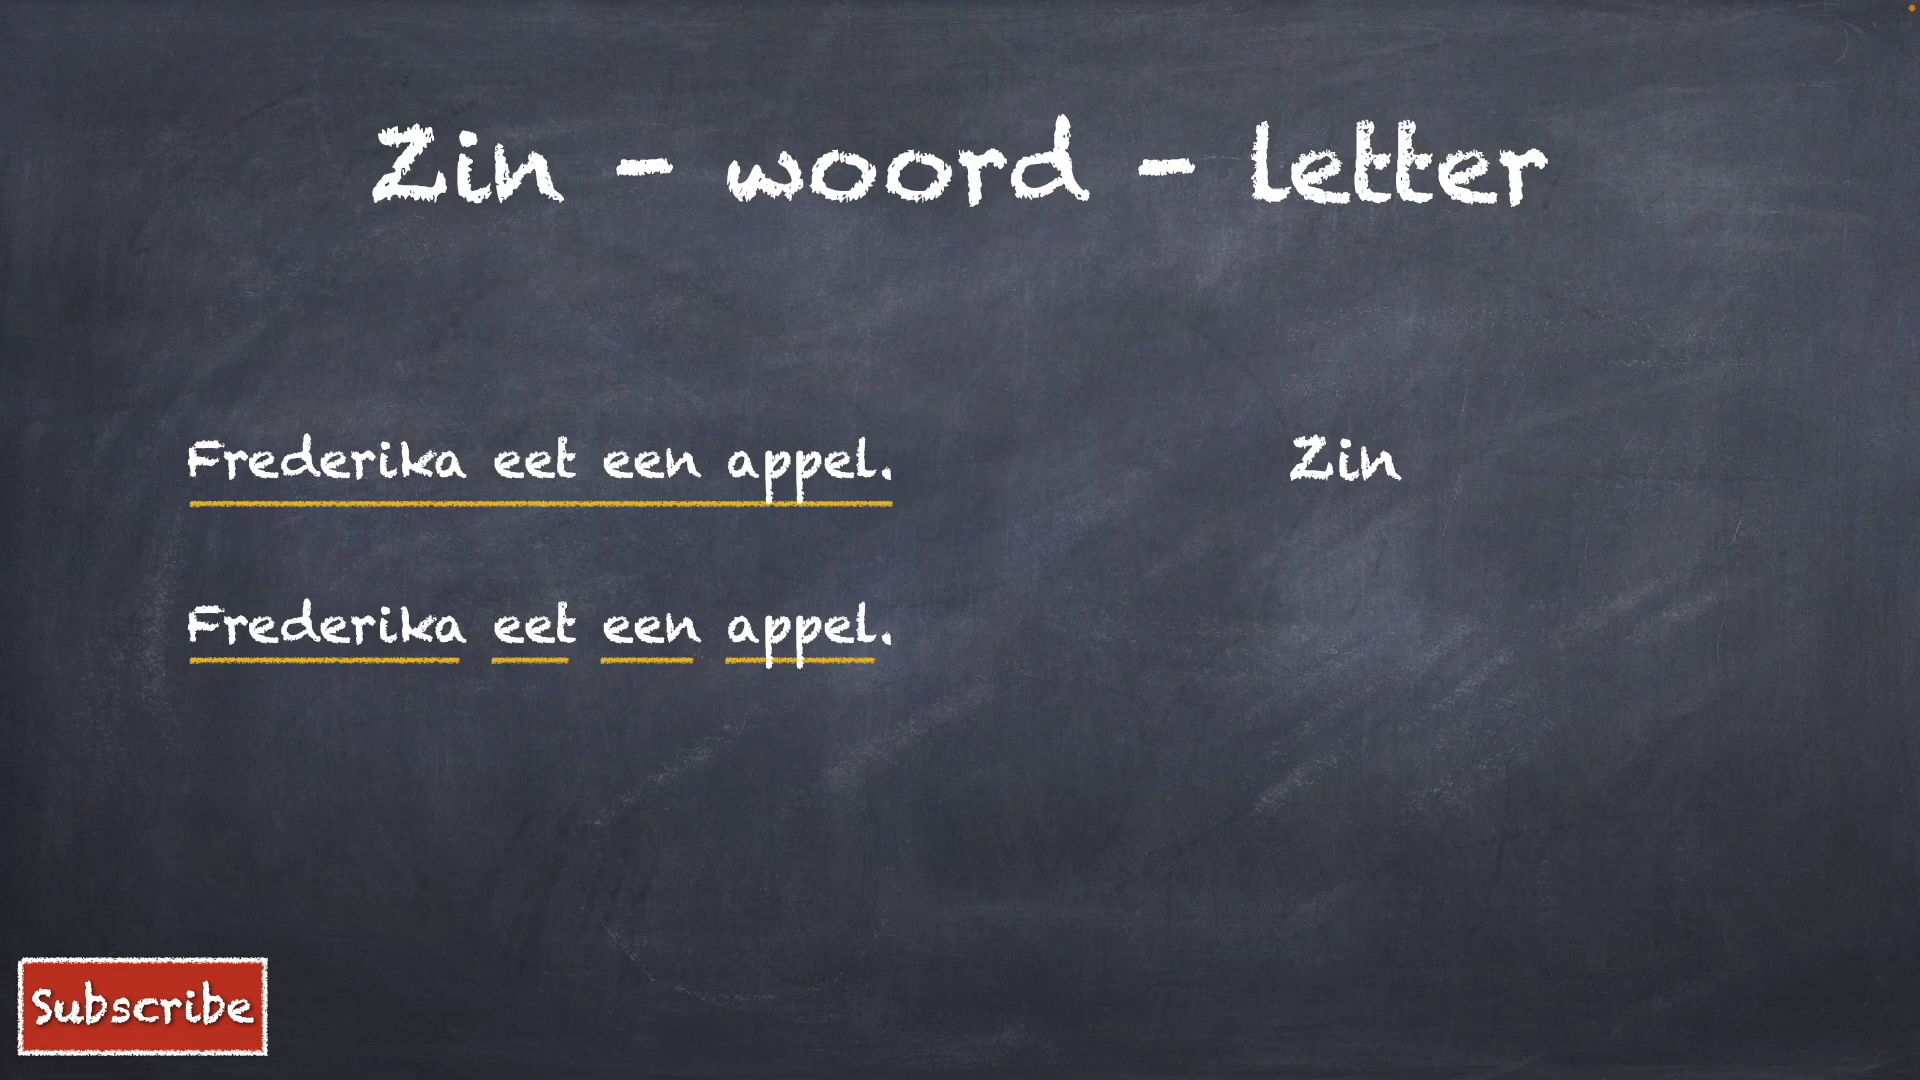 Zin - woord - letter
Frederika eet een appel. Zin
Frederika eet een appel.
Subscribe